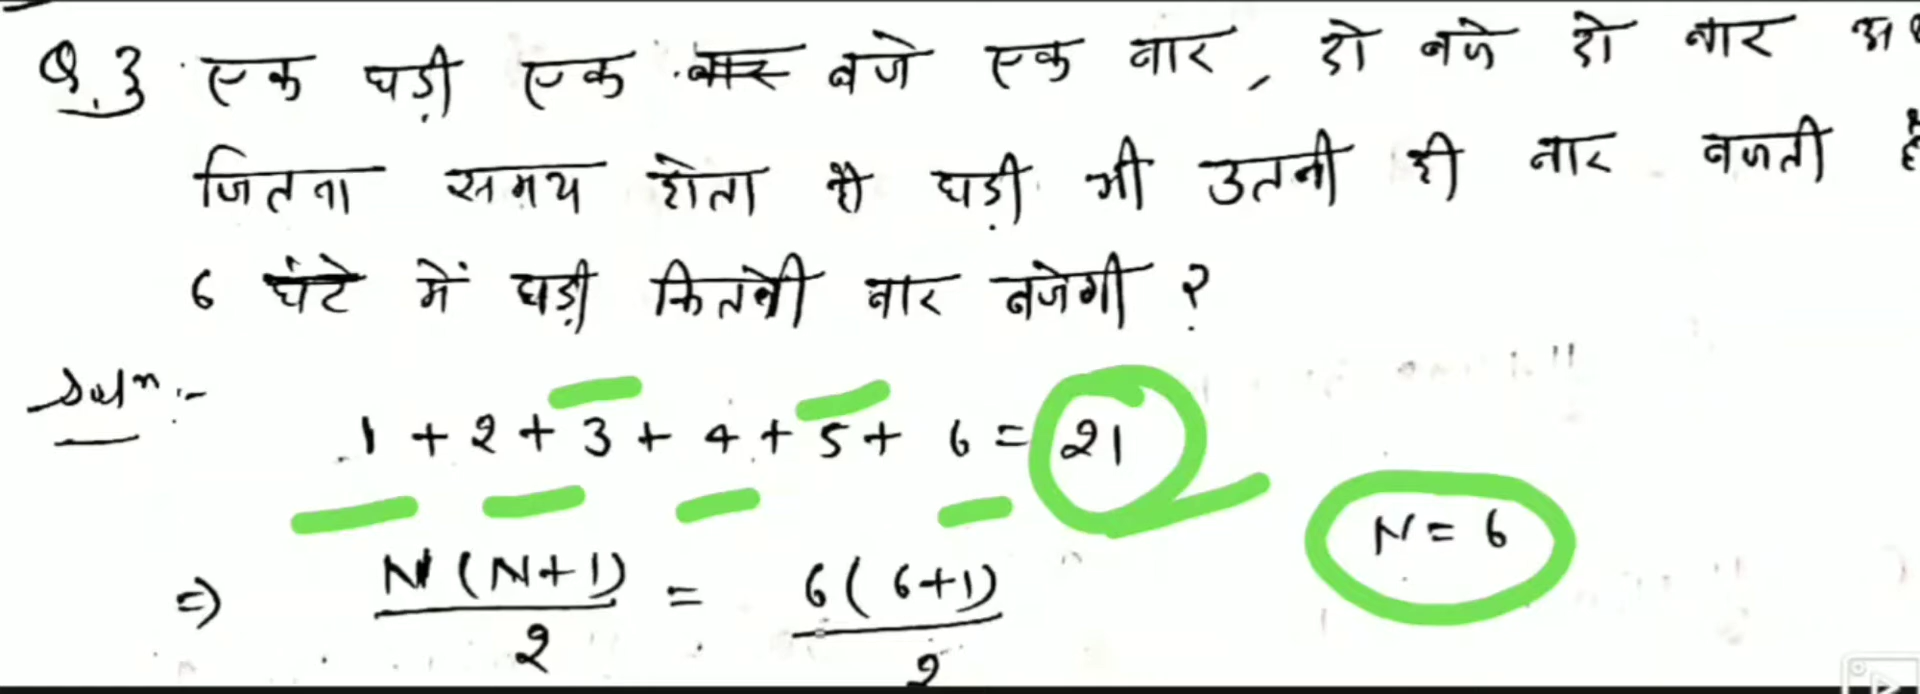 Q.3 एक घड़ी एक बजे एक बार, दो बजे दो बार
जितना समय होता है घड़ी भी उतनी ही बार बजती है
6 घंटे में घड़ी कितनी बार बजेगी ?
Solⁿ :-
1 + 2 + 3 + 4 + 5 + 6 = 21
N = 6
⇒ N(N+1)/2 = 6(6+1)/2